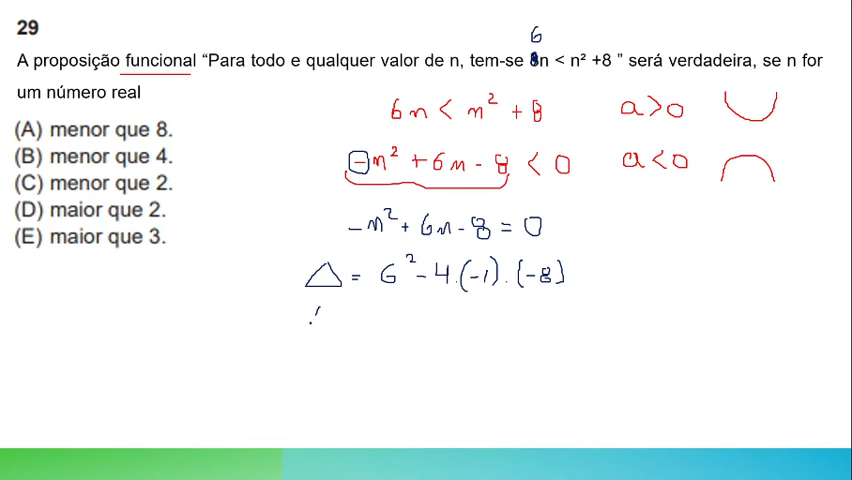 29
6
A proposição funcional “Para todo e qualquer valor de n, tem-se n < n² +8 ” será verdadeira, se n for
um número real
(A) menor que 8.
(B) menor que 4.
(C) menor que 2.
(D) maior que 2.
(E) maior que 3.
6n < n² + 8 a>0
-n² + 6n - 8 < 0 a<0
-n² + 6n - 8 = 0
△ = 6² - 4.(-1).(-8)